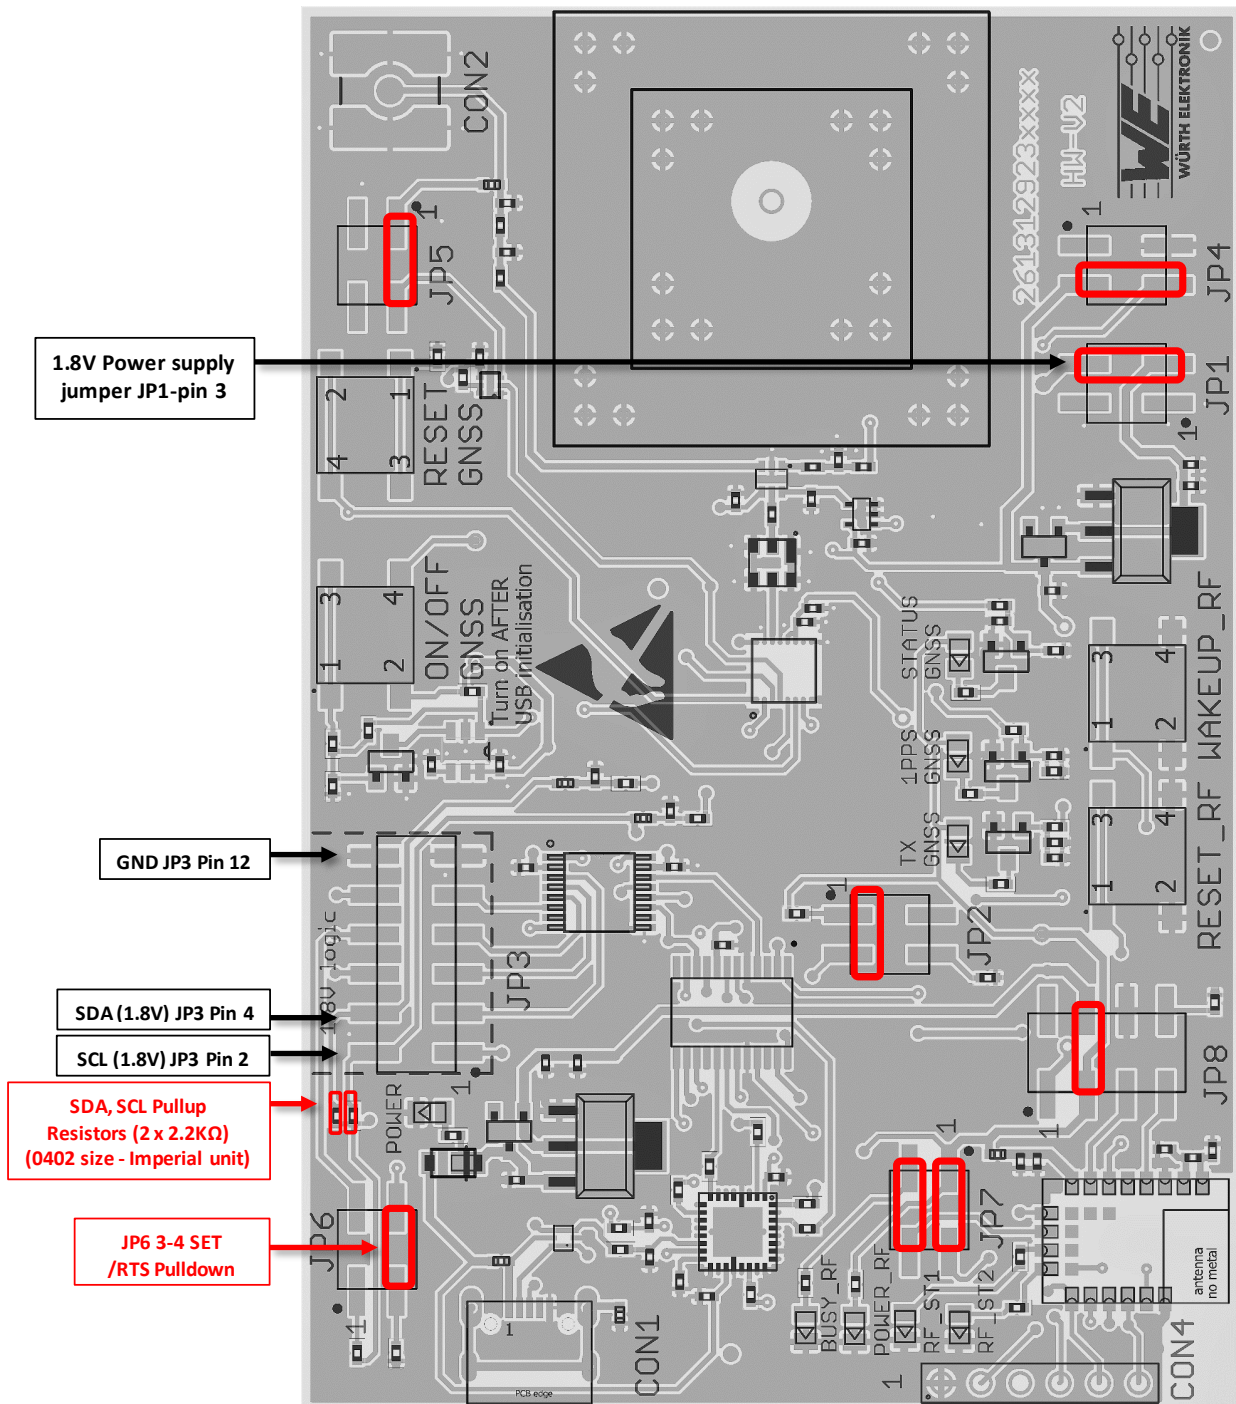 CON2
WE
WÜRTH ELEKTRONIK
261312923xxxx
HW-V2
1
JP5
1
JP4
1.8V Power supply
jumper JP1-pin 3
JP1
1
2 1
4 3
RESET
GNSS
3 4
1 2
ON/OFF
GNSS
Turn on AFTER
USB initialisation
STATUS
GNSS
1PPS
GNSS
TX
GNSS
3 4
1 2
WAKEUP_RF
3 4
1 2
RESET_RF
GND JP3 Pin 12
1.8V logic
JP3
1
1
JP2
SDA (1.8V) JP3 Pin 4
SCL (1.8V) JP3 Pin 2
SDA, SCL Pullup
Resistors (2 x 2.2KΩ)
(0402 size - Imperial unit)
POWER
JP8
1
1
JP7
JP6 3-4 SET
/RTS Pulldown
JP6
1
BUSY_RF
POWER_RF
RF_ST1
RF_ST2
antenna
no metal
1
PCB edge
CON1
1
CON4